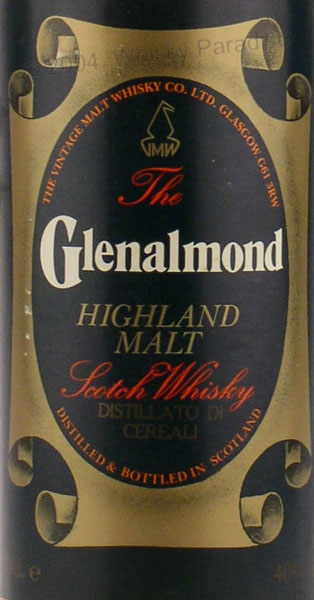 THE VINTAGE MALT WHISKY CO. LTD. GLASGOW G61 3RW
The
Glenalmond
HIGHLAND
MALT
Scotch Whisky
DISTILLATO DI
CEREALI
DISTILLED & BOTTLED IN SCOTLAND